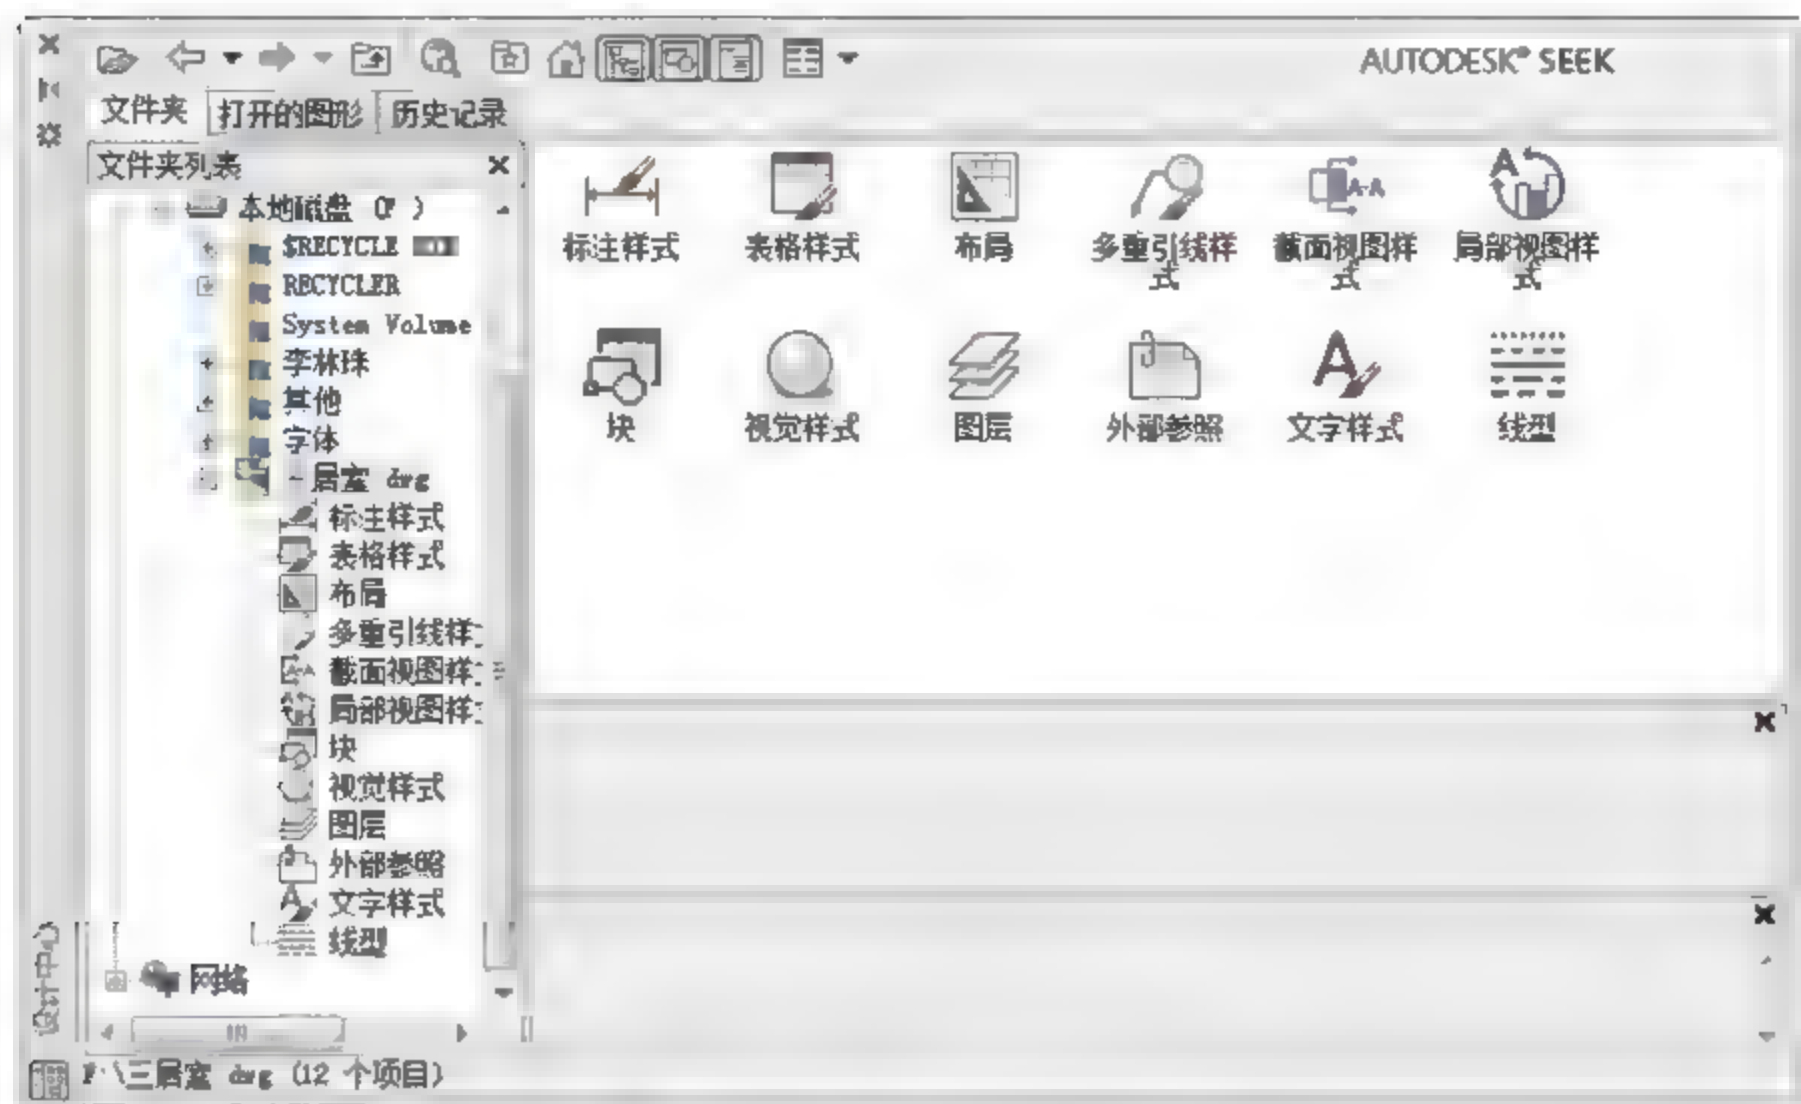 AUTODESK® SEEK
文件夹 打开的图形 历史记录
文件夹列表
本地磁盘 (F )
$RECYCLE
RECYCLER
System Volume
李林珠
其他
字体
居室 dwg
标注样式
表格样式
布局
多重引线样
截面视图样
局部视图样
块
视觉样式
图层
外部参照
文字样式
线型
网络
标注样式
表格样式
布局
多重引线样
式
截面视图样
式
局部视图样
式
块
视觉样式
图层
外部参照
文字样式
线型
设计中心
F:\三居室 dwg (12 个项目)